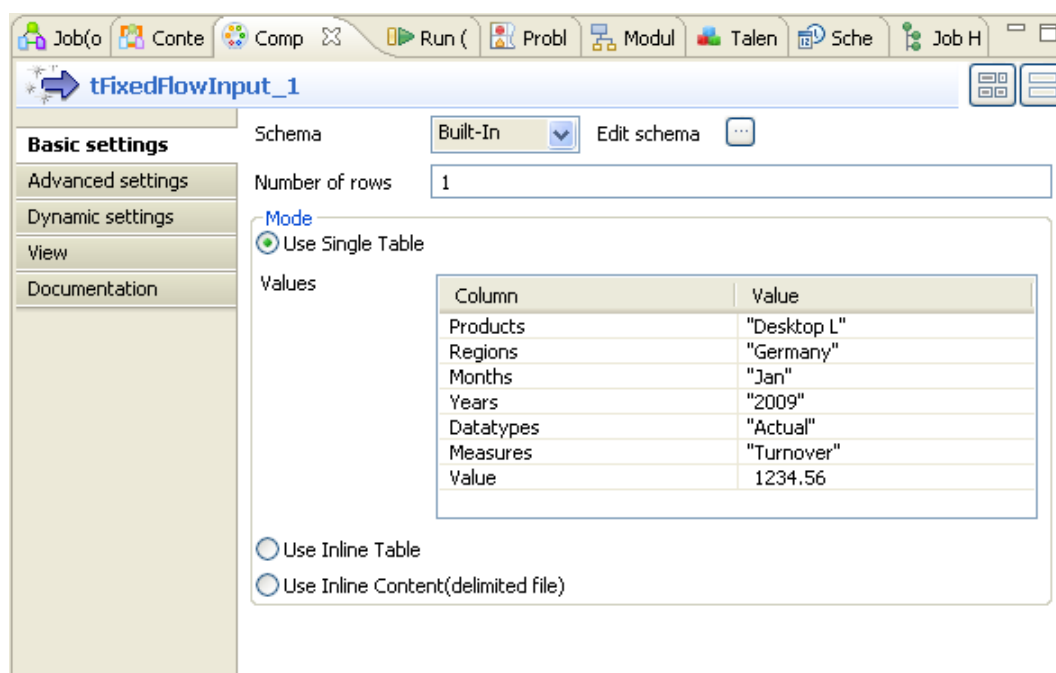 Job(o Conte Comp Run ( Probl Modul Talen Sche Job H
tFixedFlowInput_1
Basic settings
Advanced settings
Dynamic settings
View
Documentation
Schema Built-In Edit schema ...
Number of rows 1
Mode
Use Single Table
Values
Column Value
Products "Desktop L"
Regions "Germany"
Months "Jan"
Years "2009"
Datatypes "Actual"
Measures "Turnover"
Value 1234.56
Use Inline Table
Use Inline Content(delimited file)